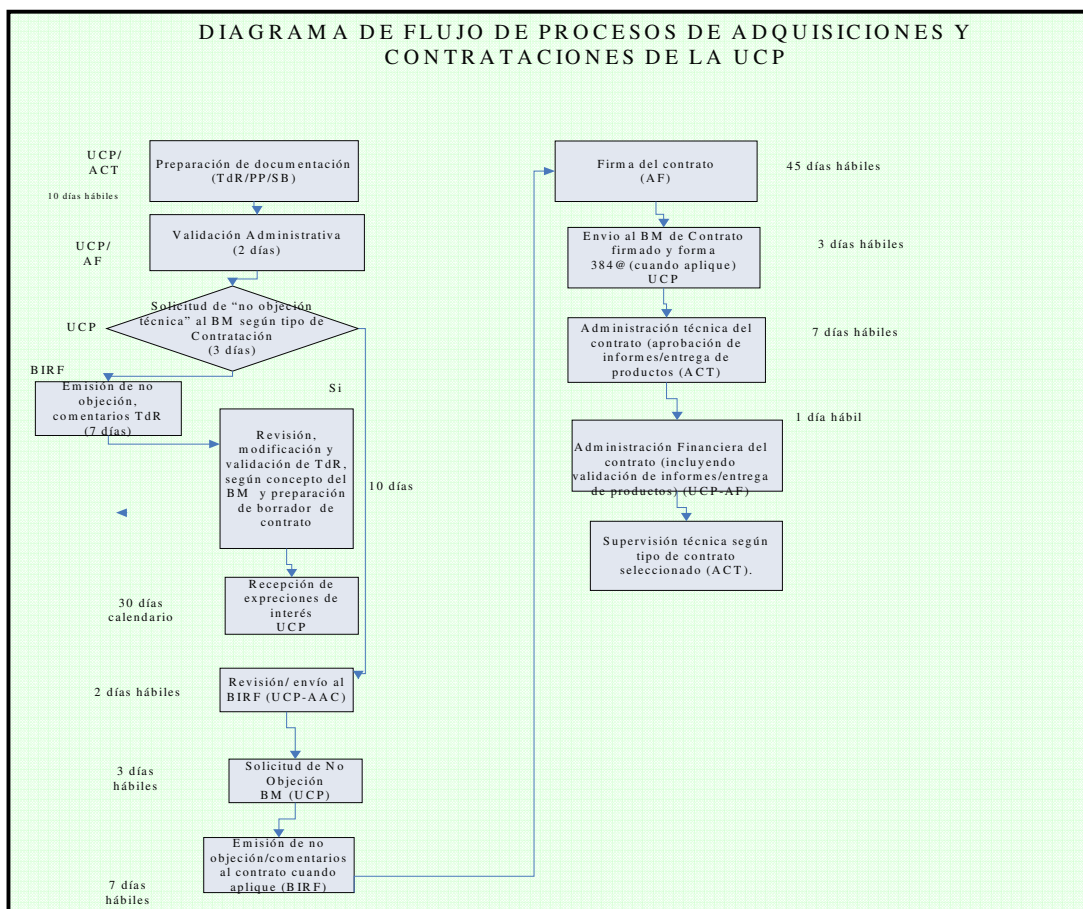 DIAGRAMA DE FLUJO DE PROCESOS DE ADQUISICIONES Y
CONTRATACIONES DE LA UCP
UCP/
ACT
10 días hábiles
Preparación de documentación
(TdR/PP/SB)
UCP/
AF
Validación Administrativa
(2 días)
UCP
Solicitud de “no objeción
técnica” al BM según tipo de
Contratación
(3 días)
BIRF
Emisión de no
objeción,
comentarios TdR
(7 días)
Si
Revisión,
modificación y
validación de TdR,
según concepto del
BM y preparación
de borrador de
contrato
10 días
30 días
calendario
Recepción de
expreciones de
interés
UCP
2 días hábiles
Revisión/ envío al
BIRF (UCP-AAC)
3 días
hábiles
Solicitud de No
Objeción
BM (UCP)
7 días
hábiles
Emisión de no
objeción/comentarios
al contrato cuando
aplique (BIRF)
Firma del contrato
(AF)
45 días hábiles
Envio al BM de Contrato
firmado y forma
384@ (cuando aplique)
UCP
3 días hábiles
Administración técnica del
contrato (aprobación de
informes/entrega de
productos (ACT)
7 días hábiles
1 día hábil
Administración Financiera del
contrato (incluyendo
validación de informes/entrega
de productos) (UCP-AF)
Supervisión técnica según
tipo de contrato
seleccionado (ACT).